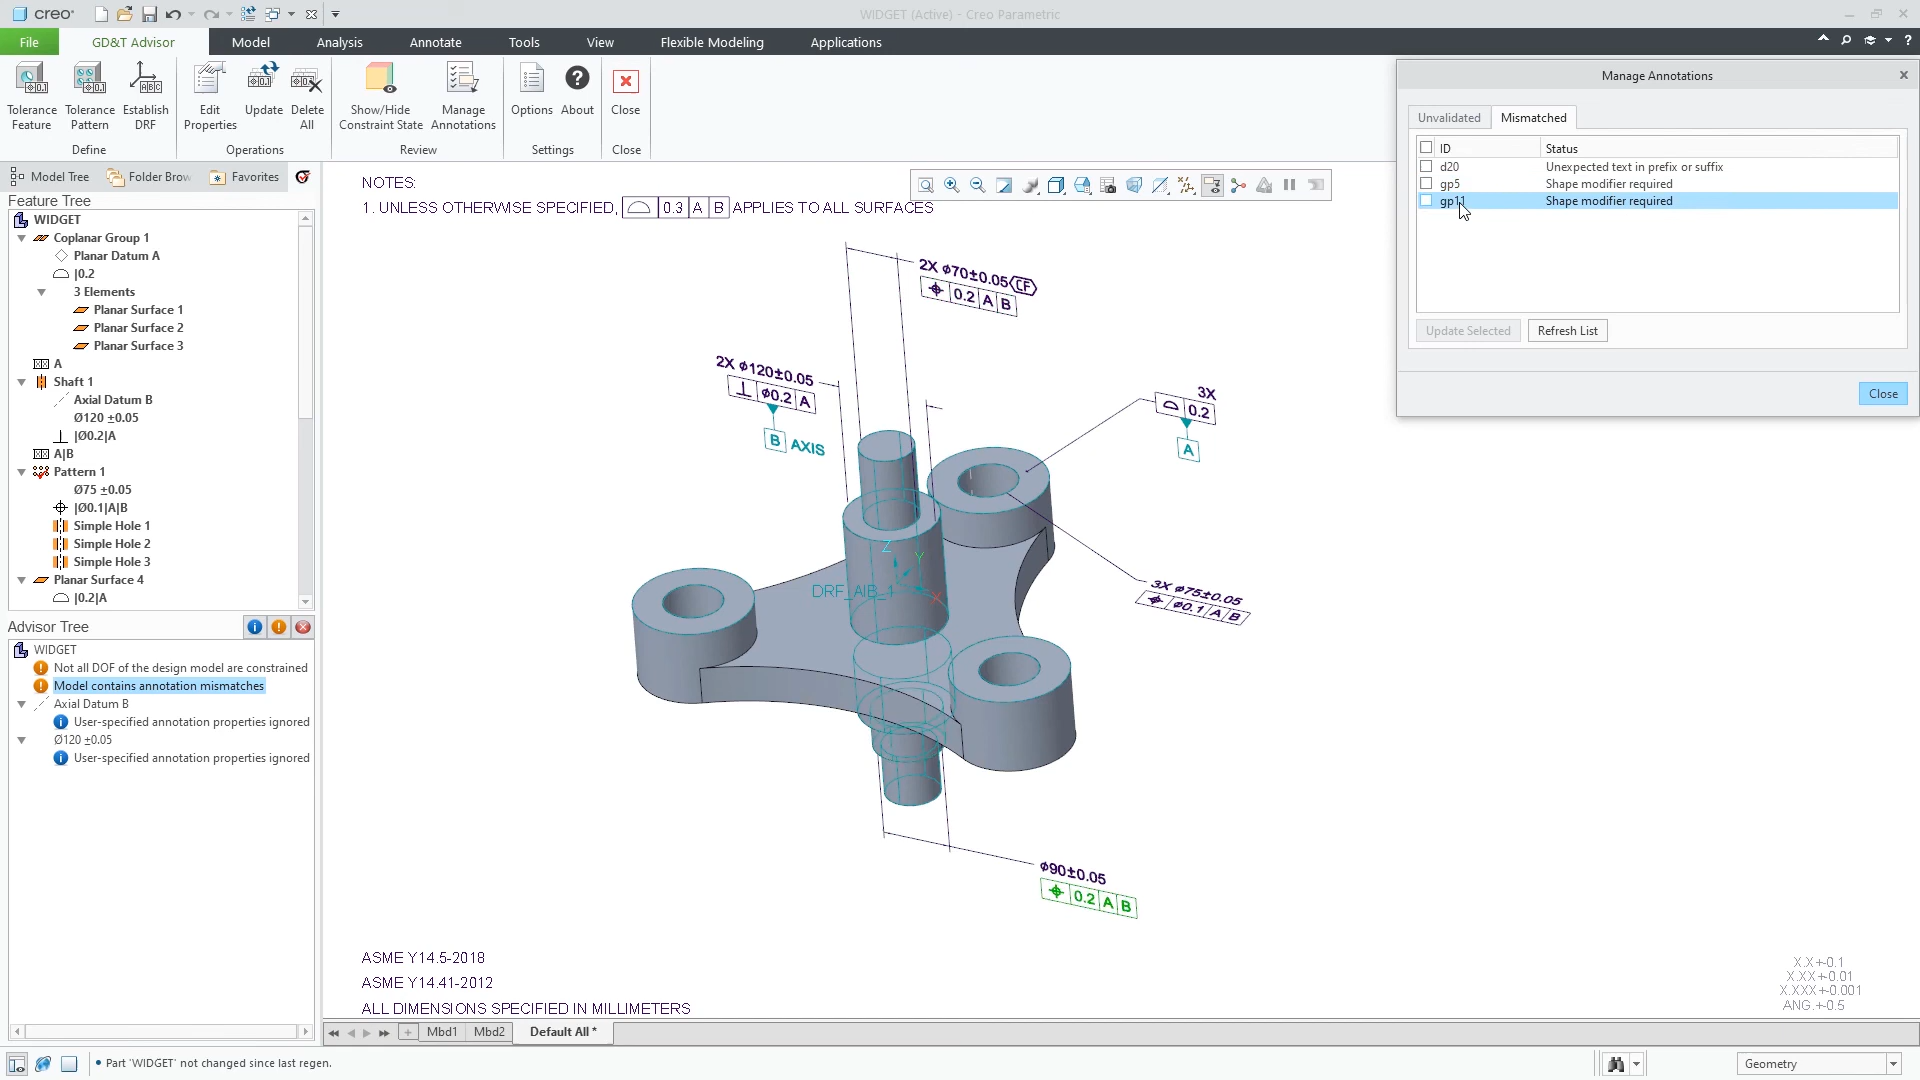 creo®
WIDGET (Active) - Creo Parametric
File
GD&T Advisor
Model
Analysis
Annotate
Tools
View
Flexible Modeling
Applications
Tolerance Feature
Tolerance Pattern
Establish DRF
Edit Properties
Update
Delete All
Show/Hide Constraint State
Manage Annotations
Options
About
Close
Define
Operations
Review
Settings
Close
Model Tree
Folder Brow
Favorites
Feature Tree
WIDGET
Coplanar Group 1
Planar Datum A
⌓ |0.2
3 Elements
Planar Surface 1
Planar Surface 2
Planar Surface 3
A
Shaft 1
Axial Datum B
Ø120 ±0.05
⊥ |Ø0.2|A
A|B
Pattern 1
Ø75 ±0.05
⌖ |Ø0.1|A|B
Simple Hole 1
Simple Hole 2
Simple Hole 3
Planar Surface 4
⌓ |0.2|A
Advisor Tree
WIDGET
Not all DOF of the design model are constrained
Model contains annotation mismatches
Axial Datum B
User-specified annotation properties ignored
Ø120 ±0.05
User-specified annotation properties ignored
NOTES:
1. UNLESS OTHERWISE SPECIFIED, ⌓ 0.3 A B APPLIES TO ALL SURFACES
2X ⌀70±0.05 CF
⌖ 0.2 A B
2X ⌀120±0.05
⊥ ⌀0.2 A
B AXIS
3X
⌓ 0.2
A
Z
Y
X
DRF_AIB_1
3X ⌀75±0.05
⌖ ⌀0.1 A B
⌀90±0.05
⌖ 0.2 A B
ASME Y14.5-2018
ASME Y14.41-2012
ALL DIMENSIONS SPECIFIED IN MILLIMETERS
X.X+-0.1
X.XX+-0.01
X.XXX+-0.001
ANG.+-0.5
Manage Annotations
Unvalidated
Mismatched
ID Status
d20 Unexpected text in prefix or suffix
gp5 Shape modifier required
gp11 Shape modifier required
Update Selected
Refresh List
Close
Mbd1
Mbd2
Default All *
• Part 'WIDGET' not changed since last regen.
Geometry